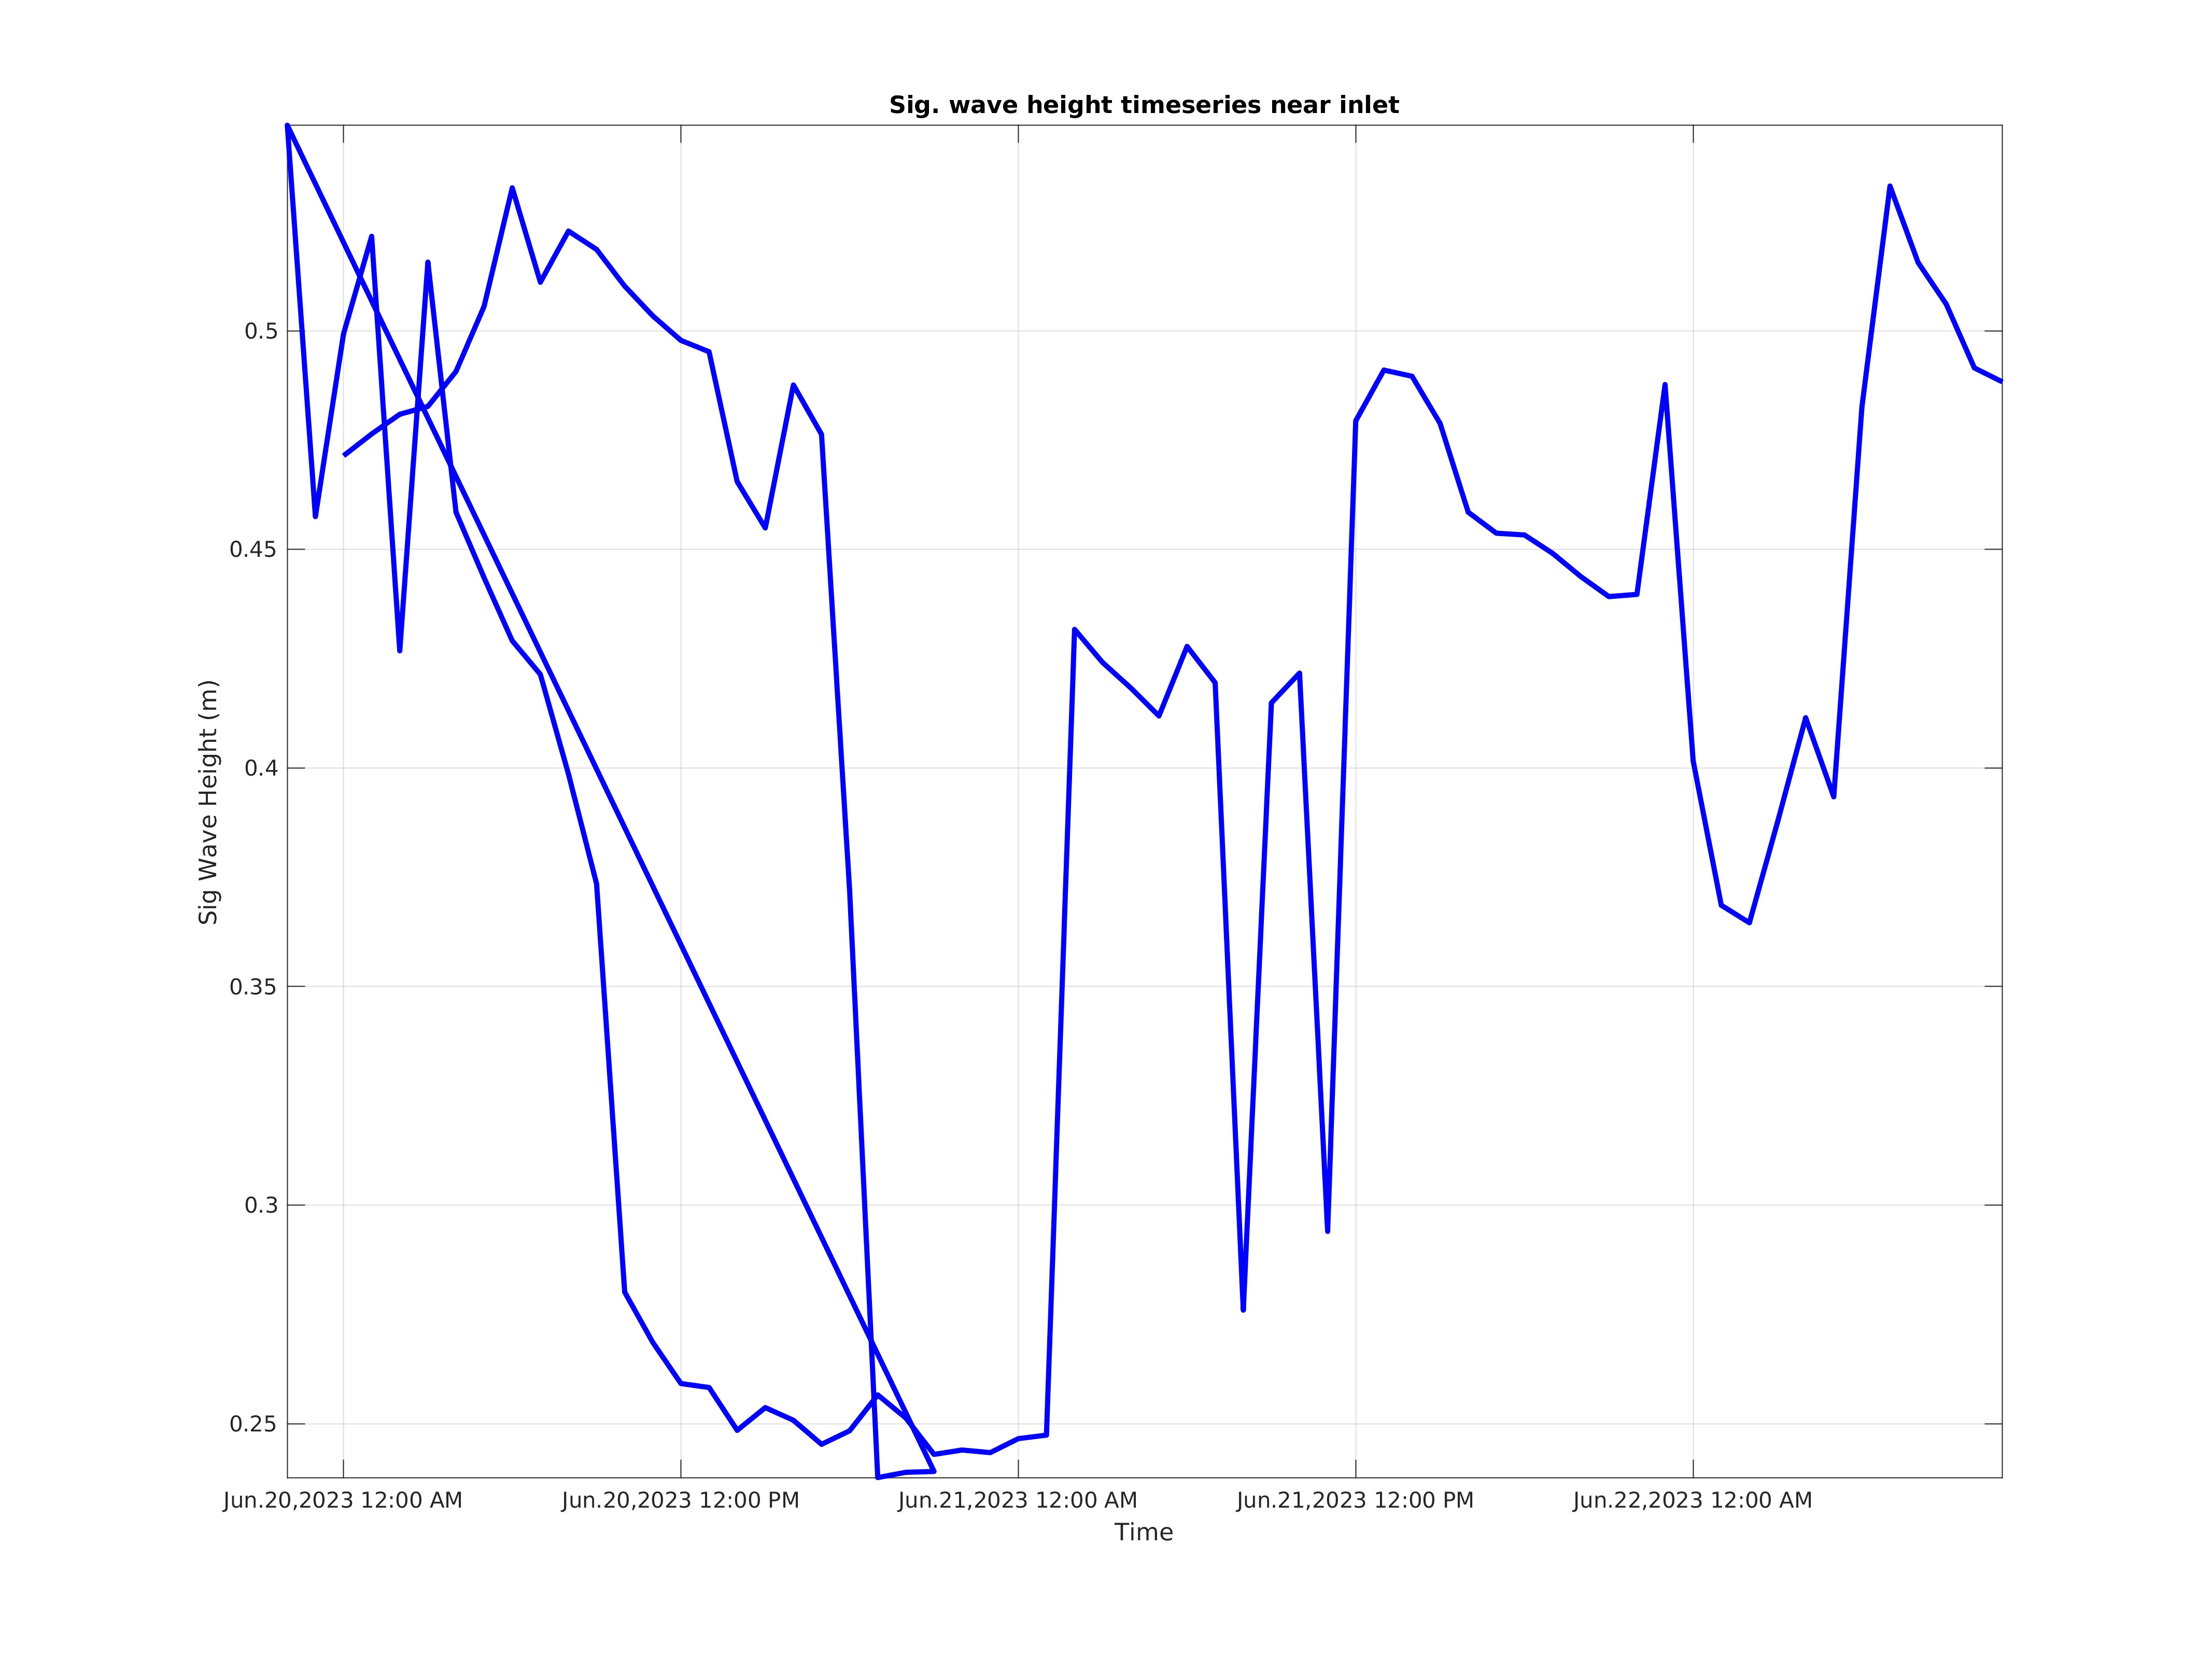 Sig. wave height timeseries near inlet
Sig Wave Height (m)
0.5
0.45
0.4
0.35
0.3
0.25
Jun.20,2023 12:00 AM
Jun.20,2023 12:00 PM
Jun.21,2023 12:00 AM
Jun.21,2023 12:00 PM
Jun.22,2023 12:00 AM
Time